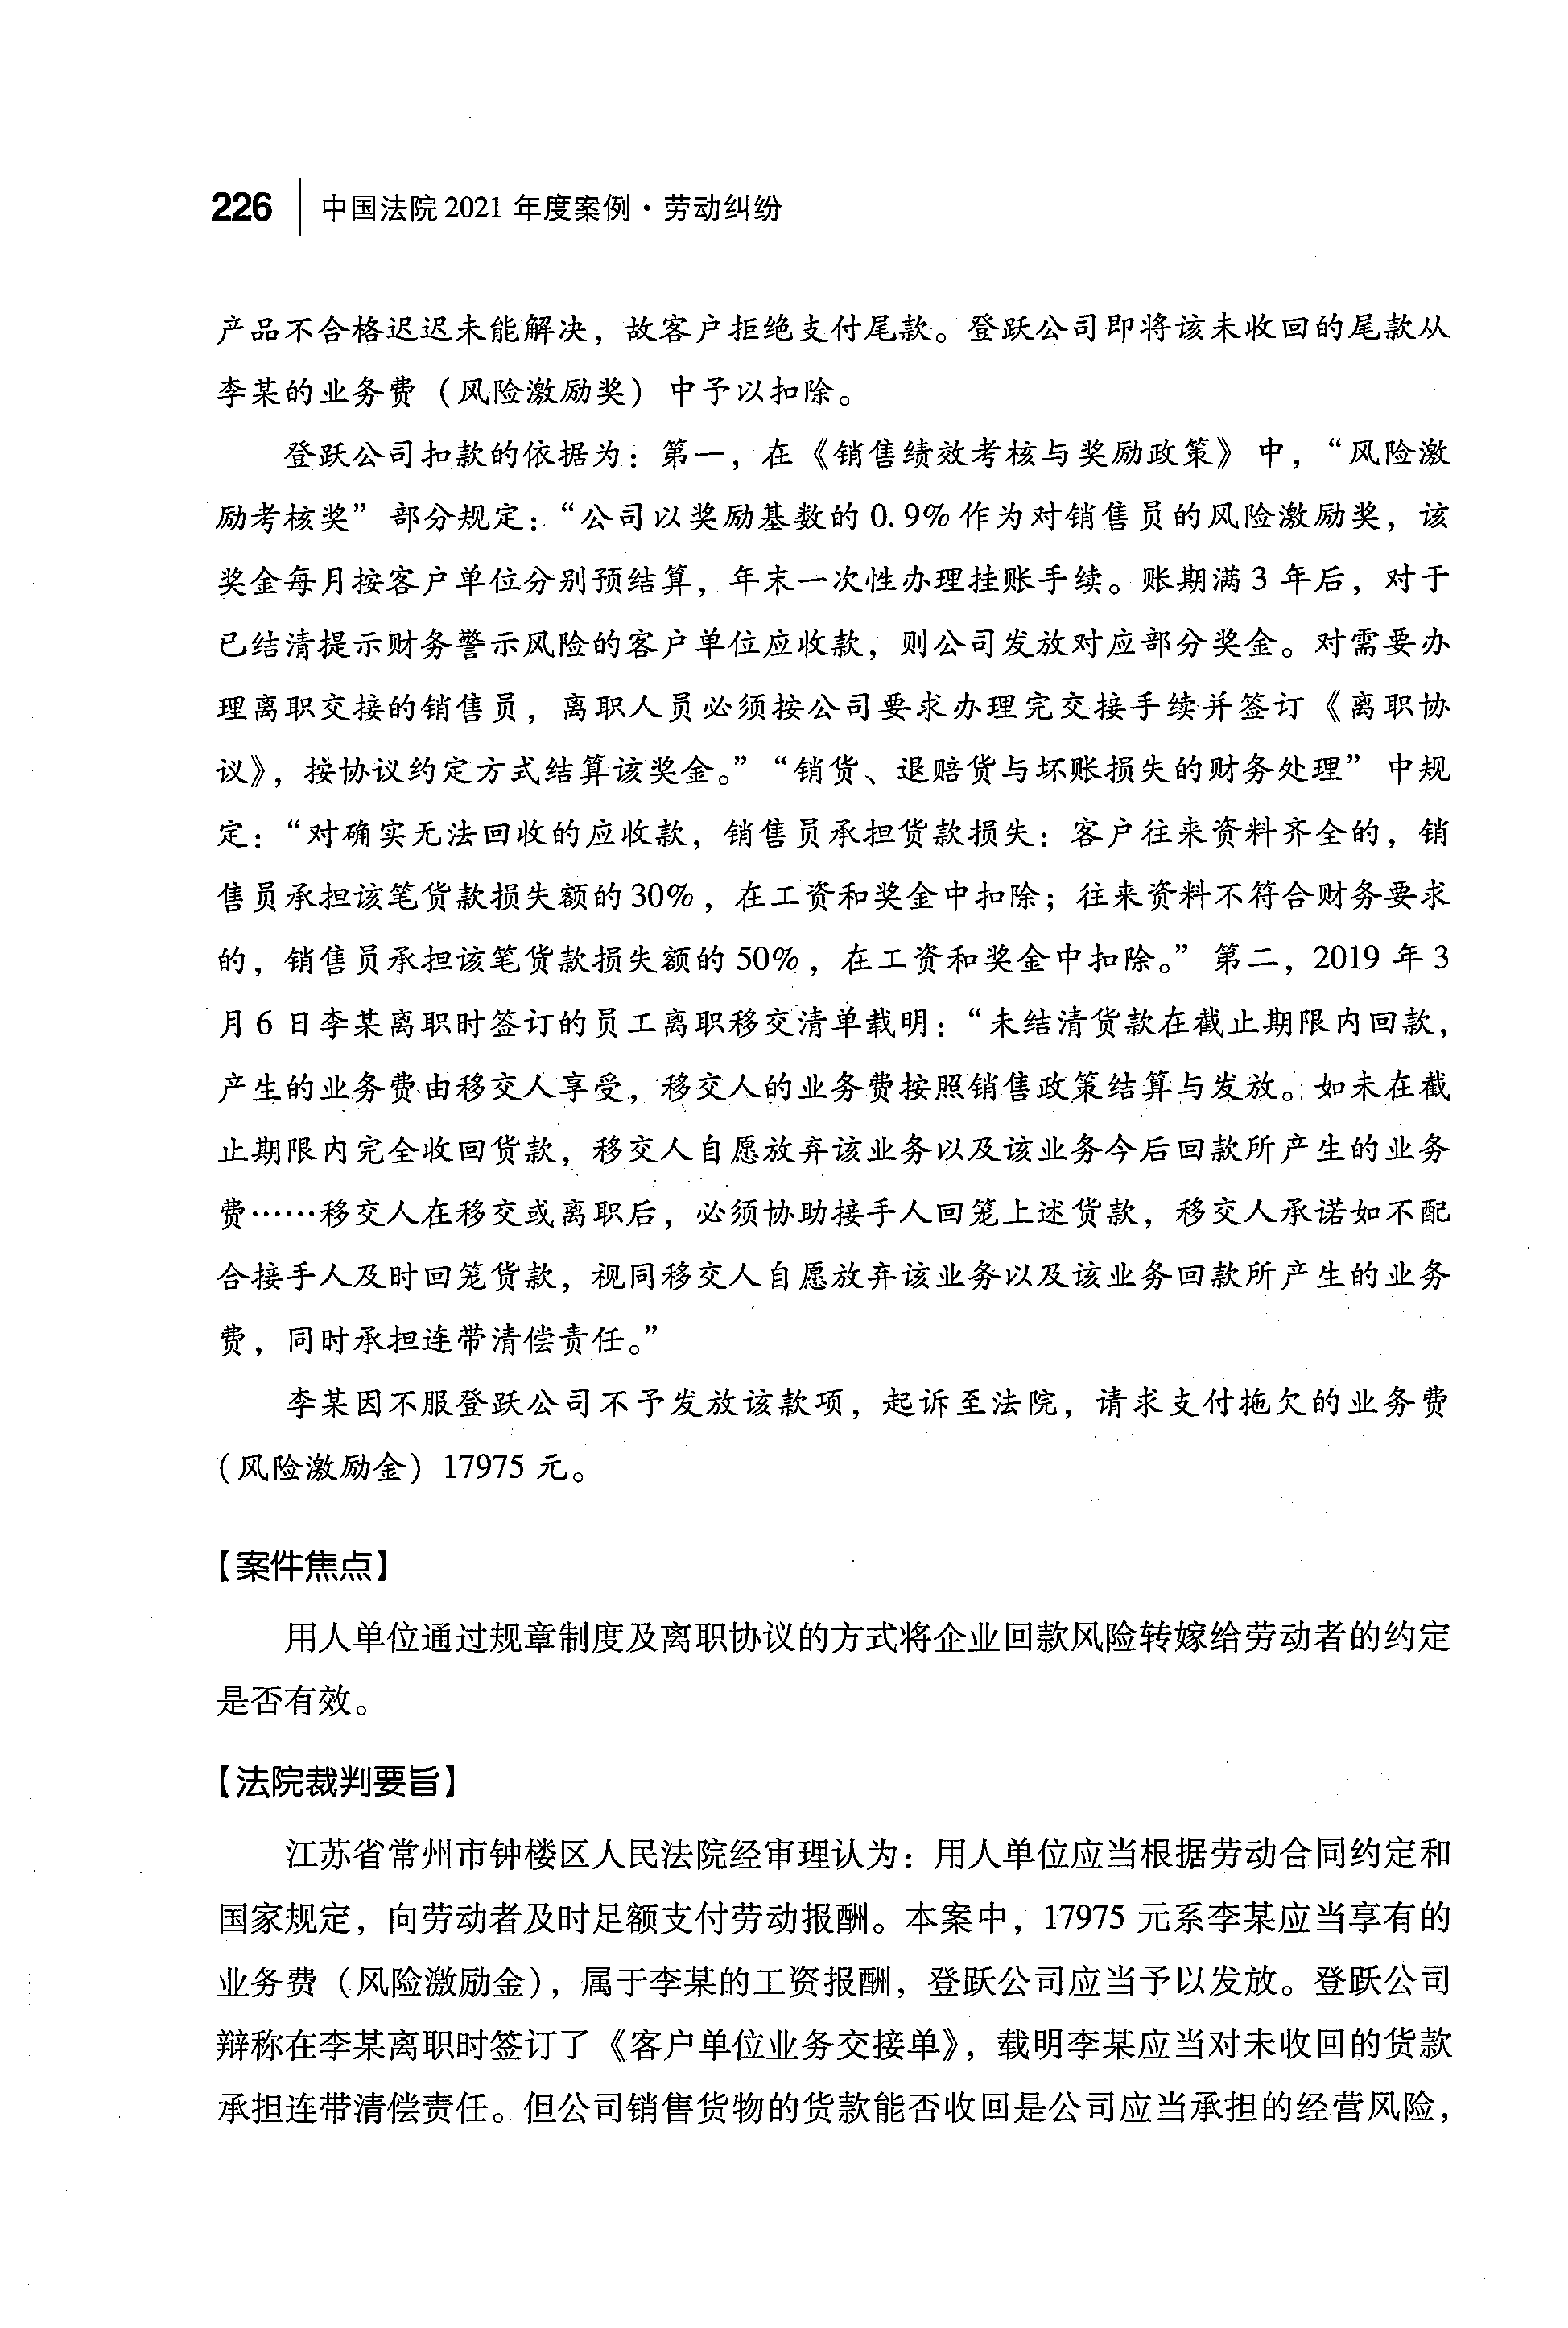 226 中国法院2021年度案例·劳动纠纷
产品不合格迟迟未能解决，故客户拒绝支付尾款。登跃公司即将该未收回的尾款从
李某的业务费（风险激励奖）中予以扣除。
登跃公司扣款的依据为：第一，在《销售绩效考核与奖励政策》中，“风险激
励考核奖”部分规定：“公司以奖励基数的0.9%作为对销售员的风险激励奖，该
奖金每月按客户单位分别预结算，年末一次性办理挂账手续。账期满3年后，对于
已结清提示财务警示风险的客户单位应收款，则公司发放对应部分奖金。对需要办
理离职交接的销售员，离职人员必须按公司要求办理完交接手续并签订《离职协
议》，按协议约定方式结算该奖金。”“销货、退赔货与坏账损失的财务处理”中规
定：“对确实无法回收的应收款，销售员承担货款损失：客户往来资料齐全的，销
售员承担该笔货款损失额的30%，在工资和奖金中扣除；往来资料不符合财务要求
的，销售员承担该笔货款损失额的50%，在工资和奖金中扣除。”第二，2019年3
月6日李某离职时签订的员工离职移交清单载明：“未结清货款在截止期限内回款，
产生的业务费由移交人享受，移交人的业务费按照销售政策结算与发放。如未在截
止期限内完全收回货款，移交人自愿放弃该业务以及该业务今后回款所产生的业务
费……移交人在移交或离职后，必须协助接手人回笼上述货款，移交人承诺如不配
合接手人及时回笼货款，视同移交人自愿放弃该业务以及该业务回款所产生的业务
费，同时承担连带清偿责任。”
李某因不服登跃公司不予发放该款项，起诉至法院，请求支付拖欠的业务费
（风险激励金）17975元。
【案件焦点】
用人单位通过规章制度及离职协议的方式将企业回款风险转嫁给劳动者的约定
是否有效。
【法院裁判要旨】
江苏省常州市钟楼区人民法院经审理认为：用人单位应当根据劳动合同约定和
国家规定，向劳动者及时足额支付劳动报酬。本案中，17975元系李某应当享有的
业务费（风险激励金），属于李某的工资报酬，登跃公司应当予以发放。登跃公司
辩称在李某离职时签订了《客户单位业务交接单》，载明李某应当对未收回的货款
承担连带清偿责任。但公司销售货物的货款能否收回是公司应当承担的经营风险，